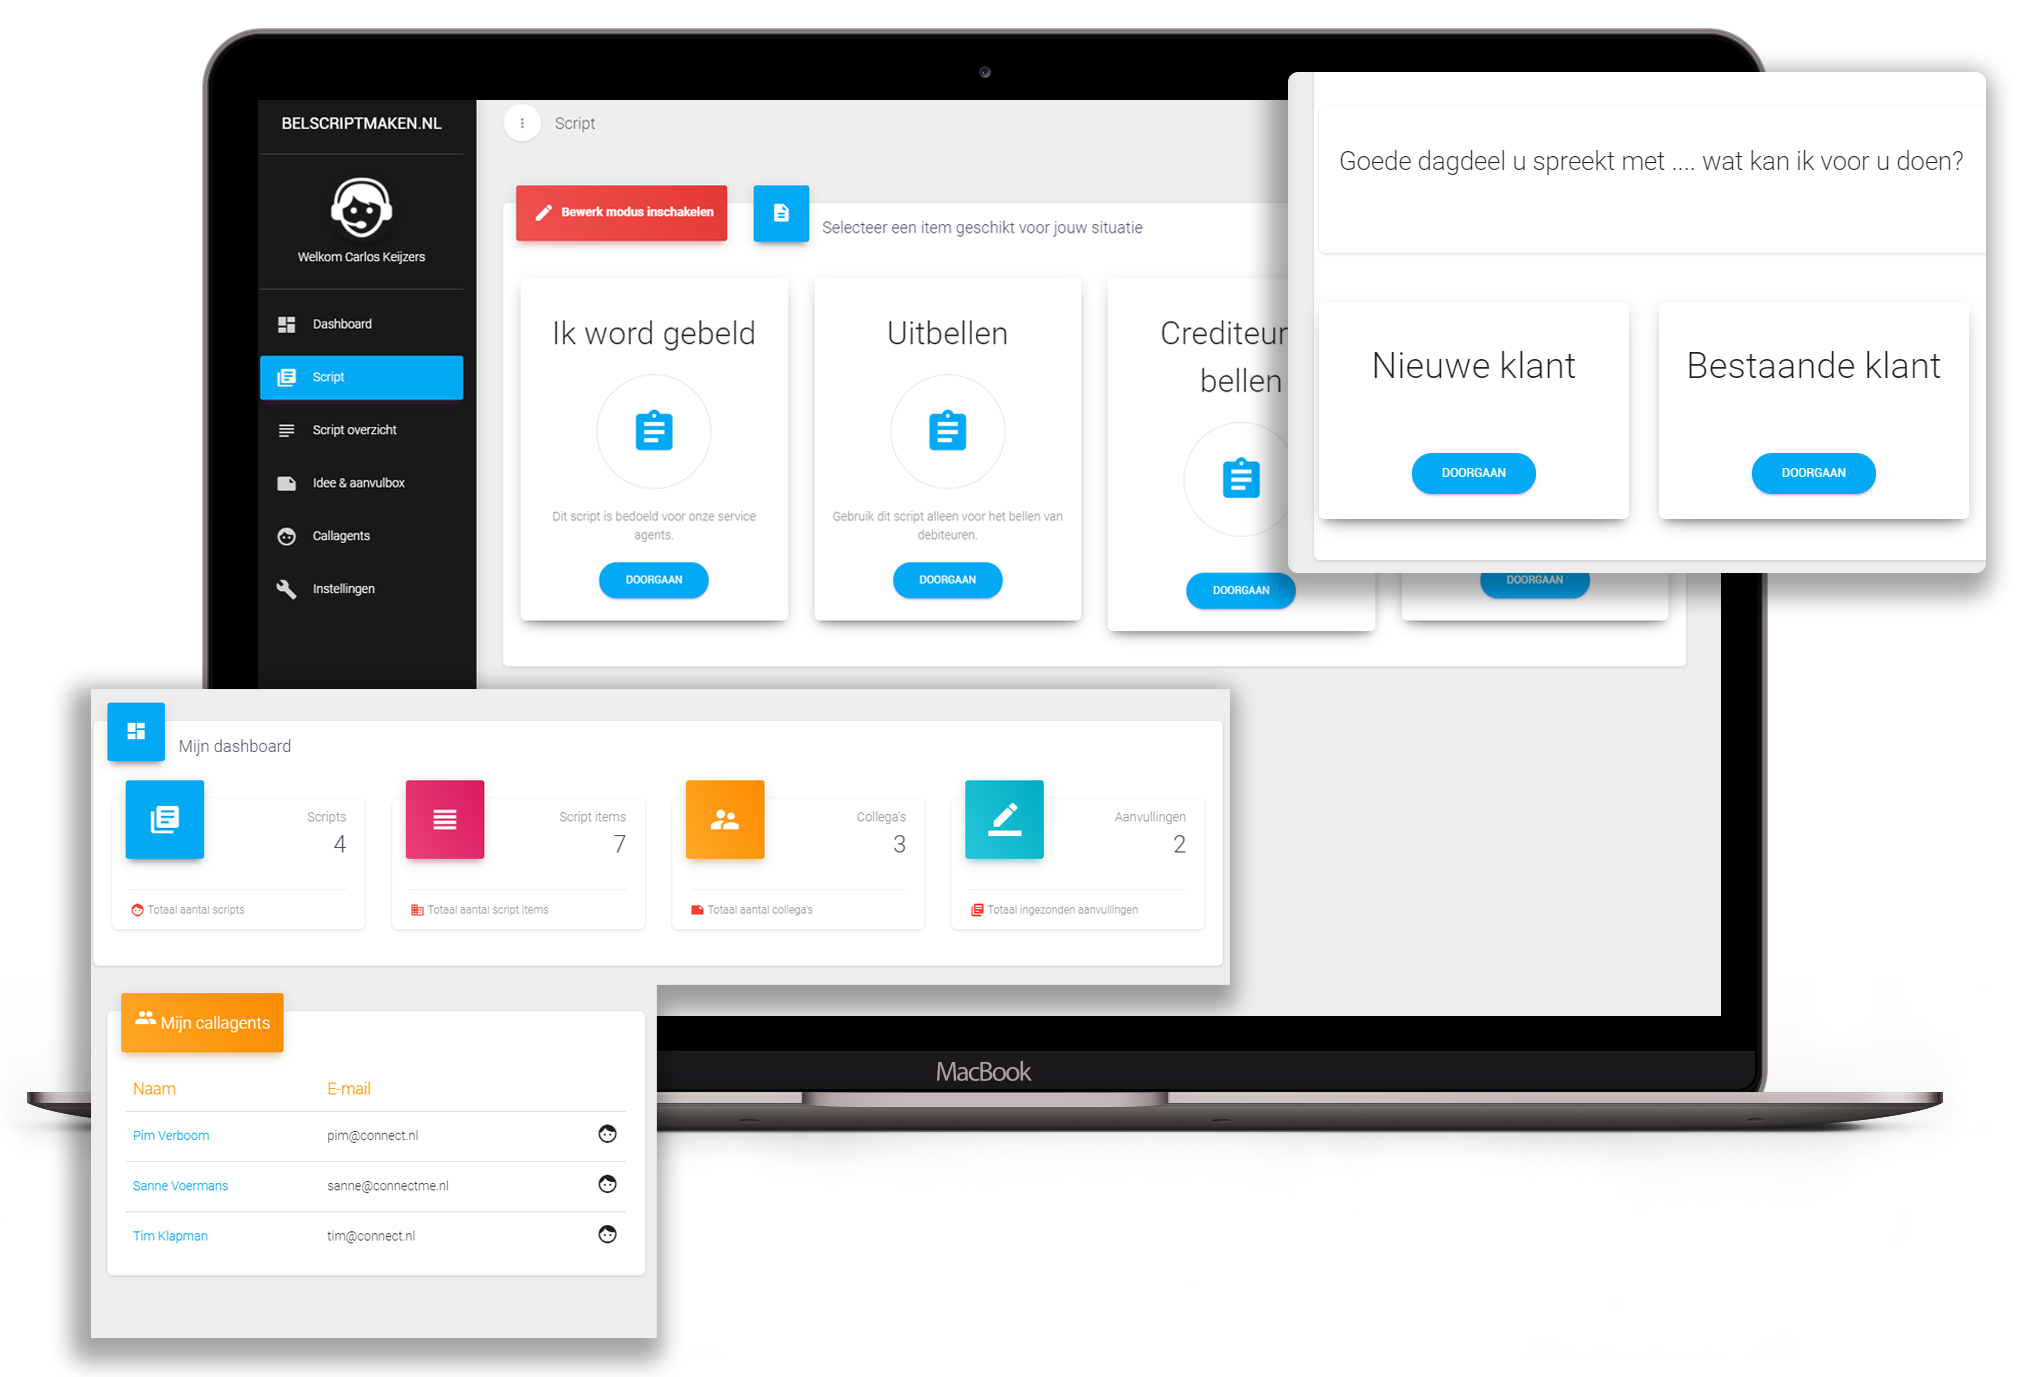 BELSCRIPTMAKEN.NL
Welkom Carlos Keijzers
Dashboard
Script
Script overzicht
Idee & aanvulbox
Callagents
Instellingen
Script
Bewerk modus inschakelen
Selecteer een item geschikt voor jouw situatie
Ik word gebeld
Dit script is bedoeld voor onze service
agents.
DOORGAAN
Uitbellen
Gebruik dit script alleen voor het bellen van
debiteuren.
DOORGAAN
Crediteur
bellen
DOORGAAN
DOORGAAN
Goede dagdeel u spreekt met .... wat kan ik voor u doen?
Nieuwe klant
DOORGAAN
Bestaande klant
DOORGAAN
Mijn dashboard
Scripts
4
Totaal aantal scripts
Script items
7
Totaal aantal script items
Collega's
3
Totaal aantal collega's
Aanvullingen
2
Totaal ingezonden aanvullingen
Mijn callagents
Naam E-mail
Pim Verboom pim@connect.nl
Sanne Voermans sanne@connectme.nl
Tim Klapman tim@connect.nl
MacBook